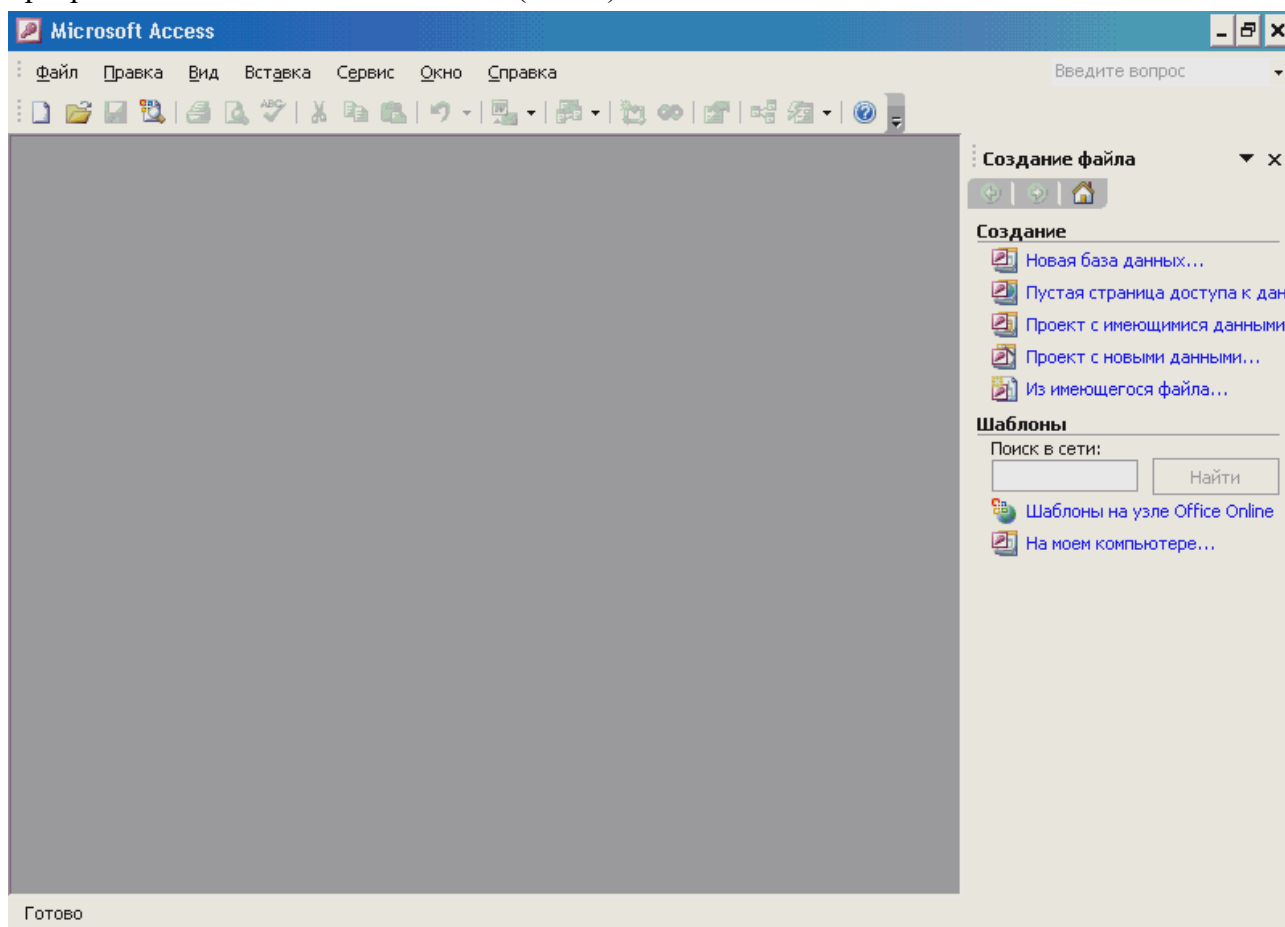 Microsoft Access
Файл Правка Вид Вставка Сервис Окно Справка Введите вопрос
Создание файла
Создание
Новая база данных...
Пустая страница доступа к дан
Проект с имеющимися данными
Проект с новыми данными...
Из имеющегося файла...
Шаблоны
Поиск в сети:
Найти
Шаблоны на узле Office Online
На моем компьютере...
Готово